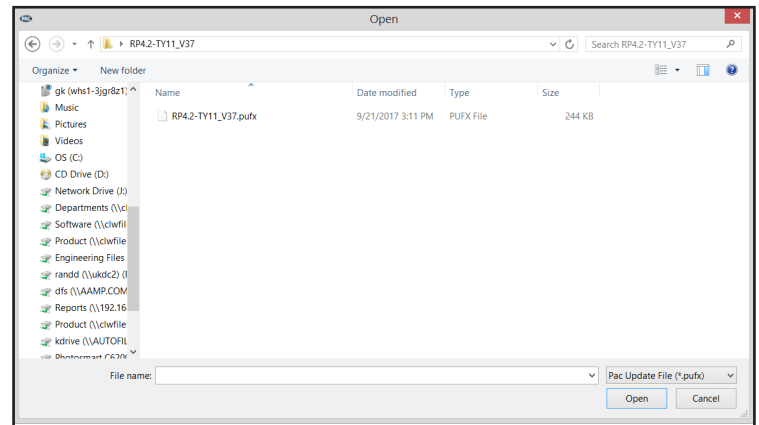 Open
RP4.2-TY11_V37
Search RP4.2-TY11_V37
Organize
New folder
Name
Date modified
Type
Size
RP4.2-TY11_V37.pufx
9/21/2017 3:11 PM
PUFX File
244 KB
gk (whs1-3jgr8z1)
Music
Pictures
Videos
OS (C:)
CD Drive (D:)
Network Drive (J:)
Departments (\\cl
Software (\\clwfil
Product (\\clwfile
Engineering Files
randd (\\ukdc2) (
dfs (\\AAMP.COM
Reports (\\192.16
Product (\\clwfile
kdrive (\\AUTOFIL
Photosmart C6200
File name:
Pac Update File (*.pufx)
Open
Cancel